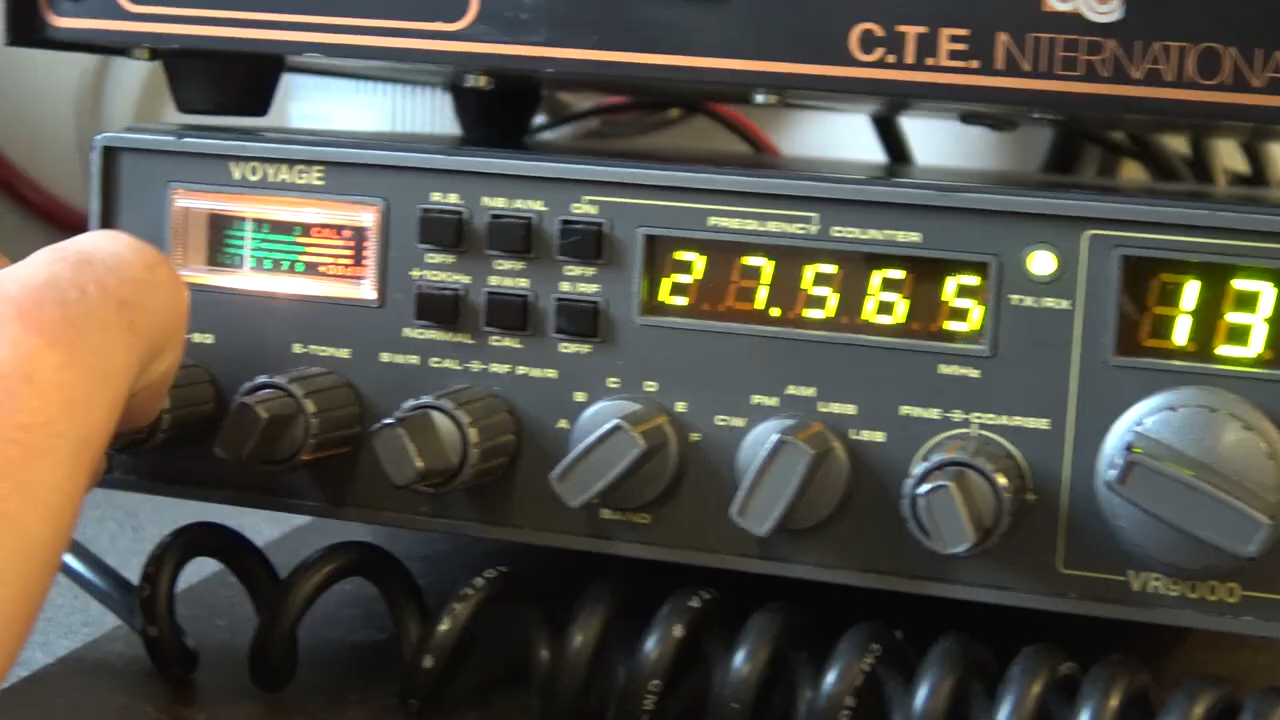 C.T.E. INTERNATIONA
VOYAGE
R.B. NB/ANL ON
FREQUENCY COUNTER
OFF OFF OFF
+10KHz SWR S/RF
NORMAL CAL OFF
27.565
MHz
TX/RX
13
S-TONE
SWR CAL RF PWR
A B C D E F
BAND
CW FM AM USB LSB
FINE COARSE
VR9000